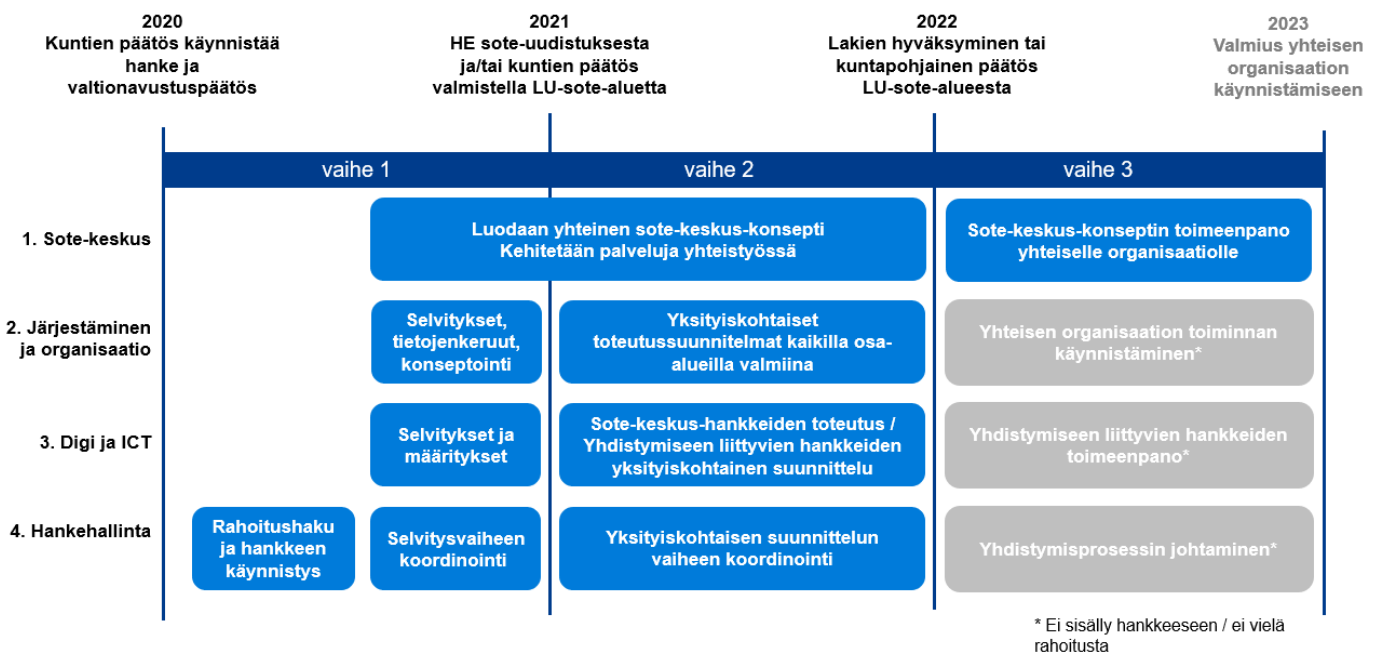 2020
Kuntien päätös käynnistää
hanke ja
valtionavustuspäätös
2021
HE sote-uudistuksesta
ja/tai kuntien päätös
valmistella LU-sote-aluetta
2022
Lakien hyväksyminen tai
kuntapohjainen päätös
LU-sote-alueesta
2023
Valmius yhteisen
organisaation
käynnistämiseen
vaihe 1
vaihe 2
vaihe 3
1. Sote-keskus
Luodaan yhteinen sote-keskus-konsepti
Kehitetään palveluja yhteistyössä
Sote-keskus-konseptin toimeenpano
yhteiselle organisaatiolle
2. Järjestäminen
ja organisaatio
Selvitykset,
tietojenkeruut,
konseptointi
Yksityiskohtaiset
toteutussuunnitelmat kaikilla osa-
alueilla valmiina
Yhteisen organisaation toiminnan
käynnistäminen*
3. Digi ja ICT
Selvitykset ja
määritykset
Sote-keskus-hankkeiden toteutus /
Yhdistymiseen liittyvien hankkeiden
yksityiskohtainen suunnittelu
Yhdistymiseen liittyvien hankkeiden
toimeenpano*
4. Hankehallinta
Rahoitushaku
ja hankkeen
käynnistys
Selvitysvaiheen
koordinointi
Yksityiskohtaisen suunnittelun
vaiheen koordinointi
Yhdistymisprosessin johtaminen*
* Ei sisälly hankkeeseen / ei vielä
rahoitusta